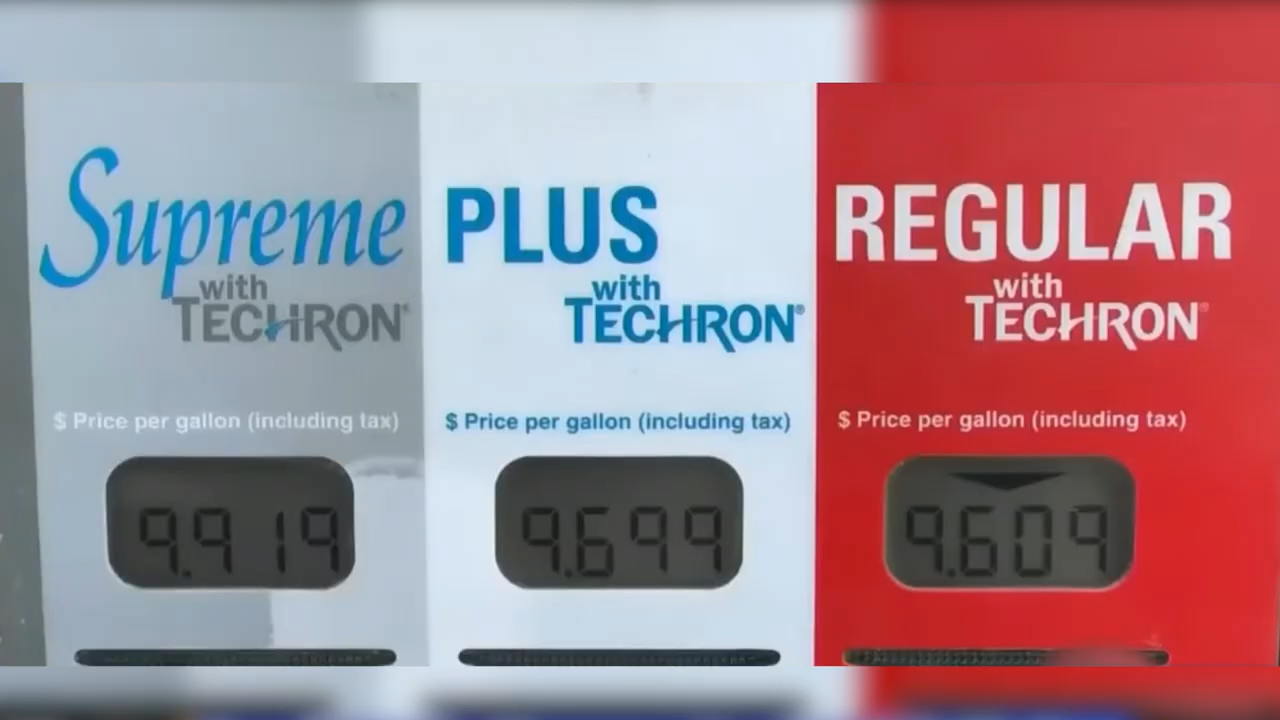 Supreme
with
TECHRON®
$ Price per gallon (including tax)
9.919
PLUS
with
TECHRON®
$ Price per gallon (including tax)
9.699
REGULAR
with
TECHRON®
$ Price per gallon (including tax)
9.609